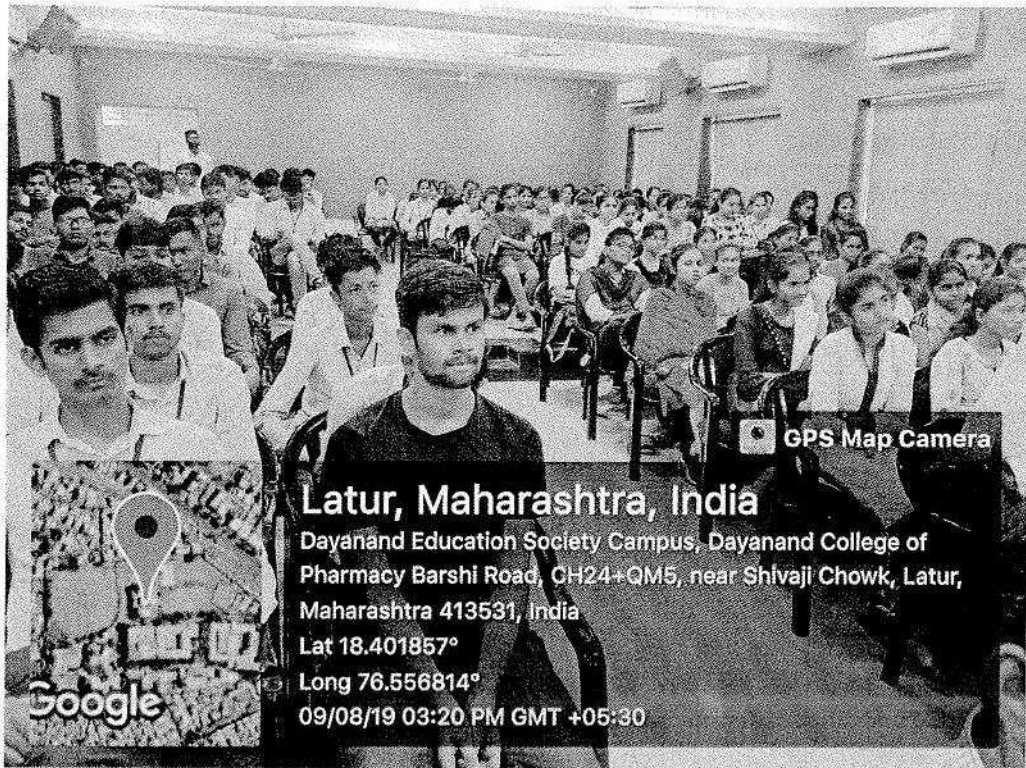 GPS Map Camera
Latur, Maharashtra, India
Dayanand Education Society Campus, Dayanand College of
Pharmacy Barshi Road, CH24+QM5, near Shivaji Chowk, Latur,
Maharashtra 413531, India
Lat 18.401857°
Long 76.556814°
09/08/19 03:20 PM GMT +05:30
Google